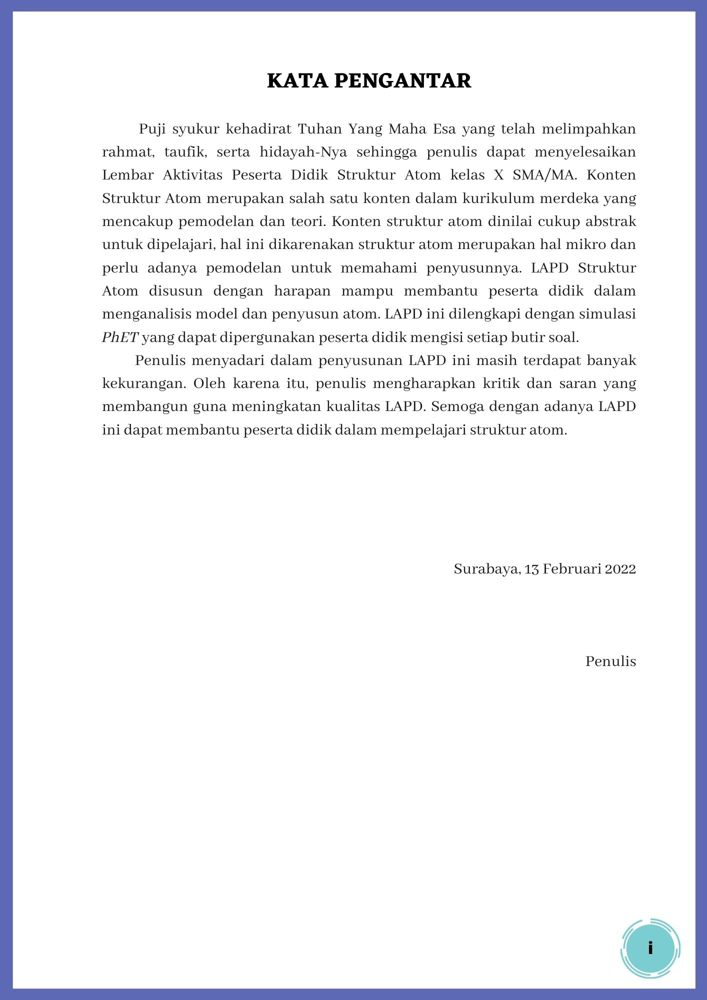 KATA PENGANTAR
Puji syukur kehadirat Tuhan Yang Maha Esa yang telah melimpahkan
rahmat, taufik, serta hidayah-Nya sehingga penulis dapat menyelesaikan
Lembar Aktivitas Peserta Didik Struktur Atom kelas X SMA/MA. Konten
Struktur Atom merupakan salah satu konten dalam kurikulum merdeka yang
mencakup pemodelan dan teori. Konten struktur atom dinilai cukup abstrak
untuk dipelajari, hal ini dikarenakan struktur atom merupakan hal mikro dan
perlu adanya pemodelan untuk memahami penyusunnya. LAPD Struktur
Atom disusun dengan harapan mampu membantu peserta didik dalam
menganalisis model dan penyusun atom. LAPD ini dilengkapi dengan simulasi
PhET yang dapat dipergunakan peserta didik mengisi setiap butir soal.
Penulis menyadari dalam penyusunan LAPD ini masih terdapat banyak
kekurangan. Oleh karena itu, penulis mengharapkan kritik dan saran yang
membangun guna meningkatan kualitas LAPD. Semoga dengan adanya LAPD
ini dapat membantu peserta didik dalam mempelajari struktur atom.
Surabaya, 13 Februari 2022
Penulis
i